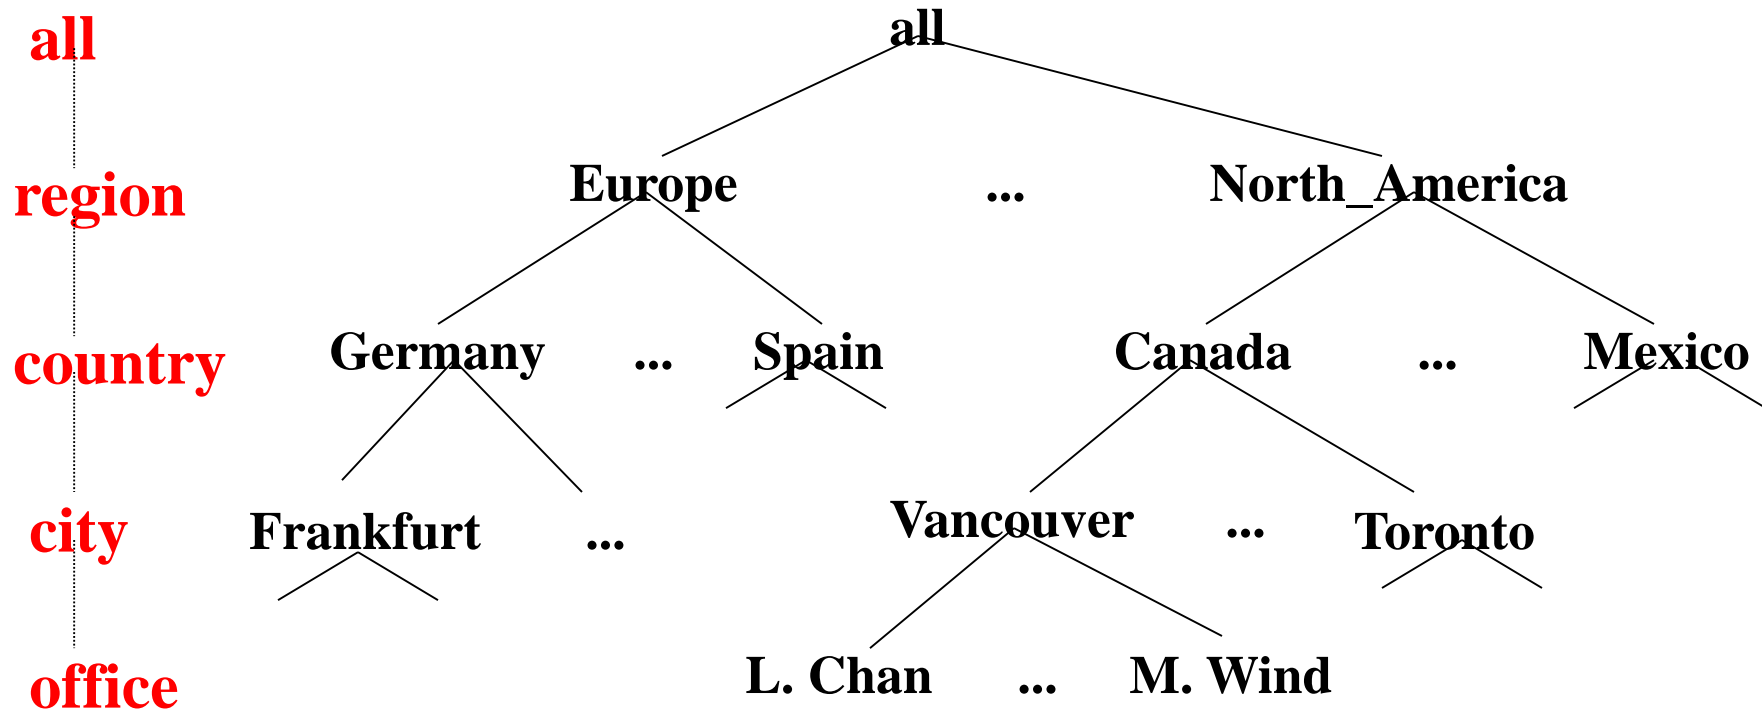 all all
region Europe ... North_America
country Germany ... Spain Canada ... Mexico
city Frankfurt ... Vancouver ... Toronto
office L. Chan ... M. Wind